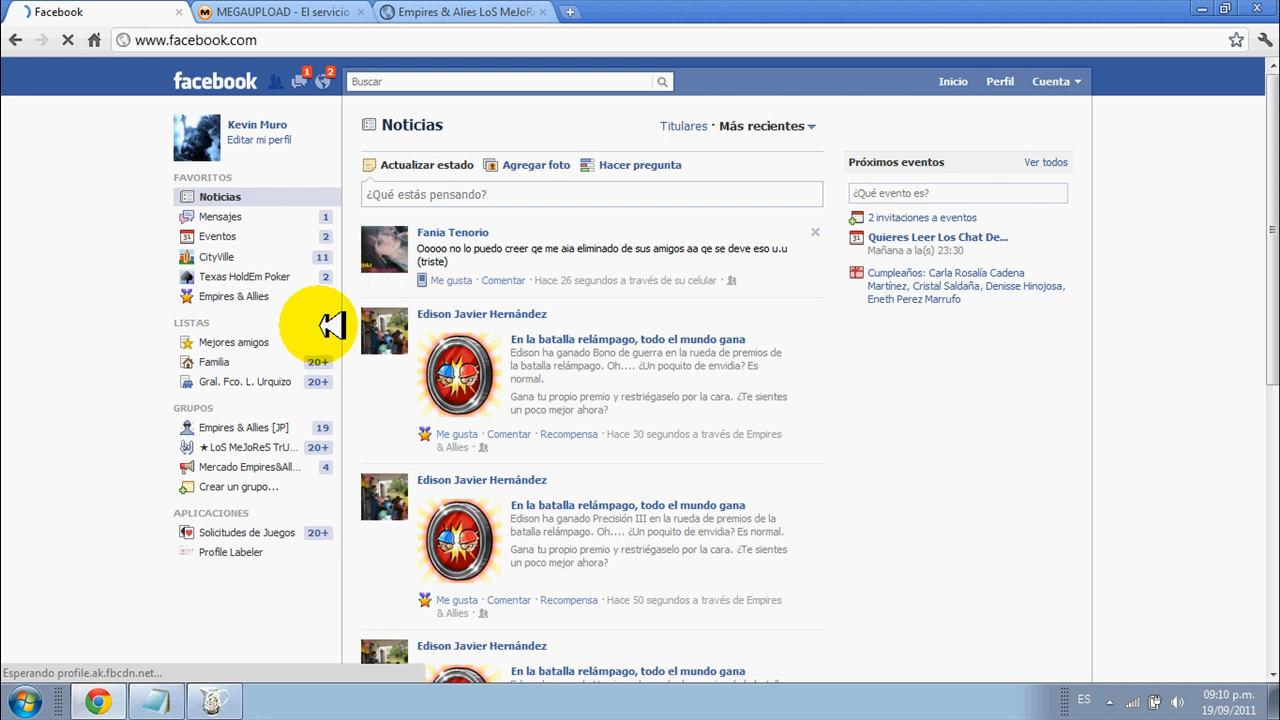 Facebook
MEGAUPLOAD - El servicio
Empires & Allies LoS MeJoR
www.facebook.com
facebook
1
2
Buscar
Inicio
Perfil
Cuenta
Kevin Muro
Editar mi perfil
FAVORITOS
Noticias
Mensajes 1
Eventos 2
CityVille 11
Texas HoldEm Poker 2
Empires & Allies
LISTAS
Mejores amigos
Familia 20+
Gral. Fco. L. Urquizo 20+
GRUPOS
Empires & Allies [JP] 19
★ LoS MeJoReS TrU... 20+
Mercado Empires&All... 4
Crear un grupo...
APLICACIONES
Solicitudes de Juegos 20+
Profile Labeler
Noticias
Titulares · Más recientes
Actualizar estado
Agregar foto
Hacer pregunta
¿Qué estás pensando?
Fania Tenorio
Ooooo no lo puedo creer qe me aia eliminado de sus amigos aa qe se deve eso u.u
(triste)
Me gusta · Comentar · Hace 26 segundos a través de su celular ·
Edison Javier Hernández
En la batalla relámpago, todo el mundo gana
Edison ha ganado Bono de guerra en la rueda de premios de
la batalla relámpago. Oh.... ¿Un poquito de envidia? Es
normal.
Gana tu propio premio y restriégaselo por la cara. ¿Te sientes
un poco mejor ahora?
Me gusta · Comentar · Recompensa · Hace 30 segundos a través de Empires
& Allies ·
Edison Javier Hernández
En la batalla relámpago, todo el mundo gana
Edison ha ganado Precisión III en la rueda de premios de la
batalla relámpago. Oh.... ¿Un poquito de envidia? Es normal.
Gana tu propio premio y restriégaselo por la cara. ¿Te sientes
un poco mejor ahora?
Me gusta · Comentar · Recompensa · Hace 50 segundos a través de Empires
& Allies ·
Edison Javier Hernández
En la batalla relámpago, todo el mundo gana
Próximos eventos
Ver todos
¿Qué evento es?
2 invitaciones a eventos
31
Quieres Leer Los Chat De...
Mañana a la(s) 23:30
Cumpleaños: Carla Rosalía Cadena
Martínez, Cristal Saldaña, Denisse Hinojosa,
Eneth Perez Marrufo
Esperando profile.ak.fbcdn.net...
ES
09:10 p.m.
19/09/2011